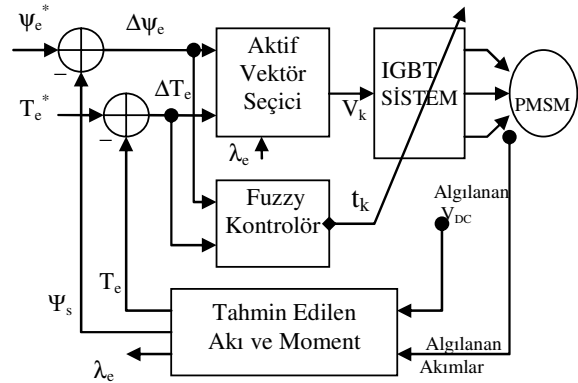 ψe*
Δψe
Aktif
Vektör
Seçici
IGBT
SİSTEM
PMSM
–
Te*
ΔTe
–
Vk
λe
Fuzzy
Kontrolör
tk
Algılanan
VDC
Te
Ψs
Tahmin Edilen
Akı ve Moment
Algılanan
Akımlar
λe